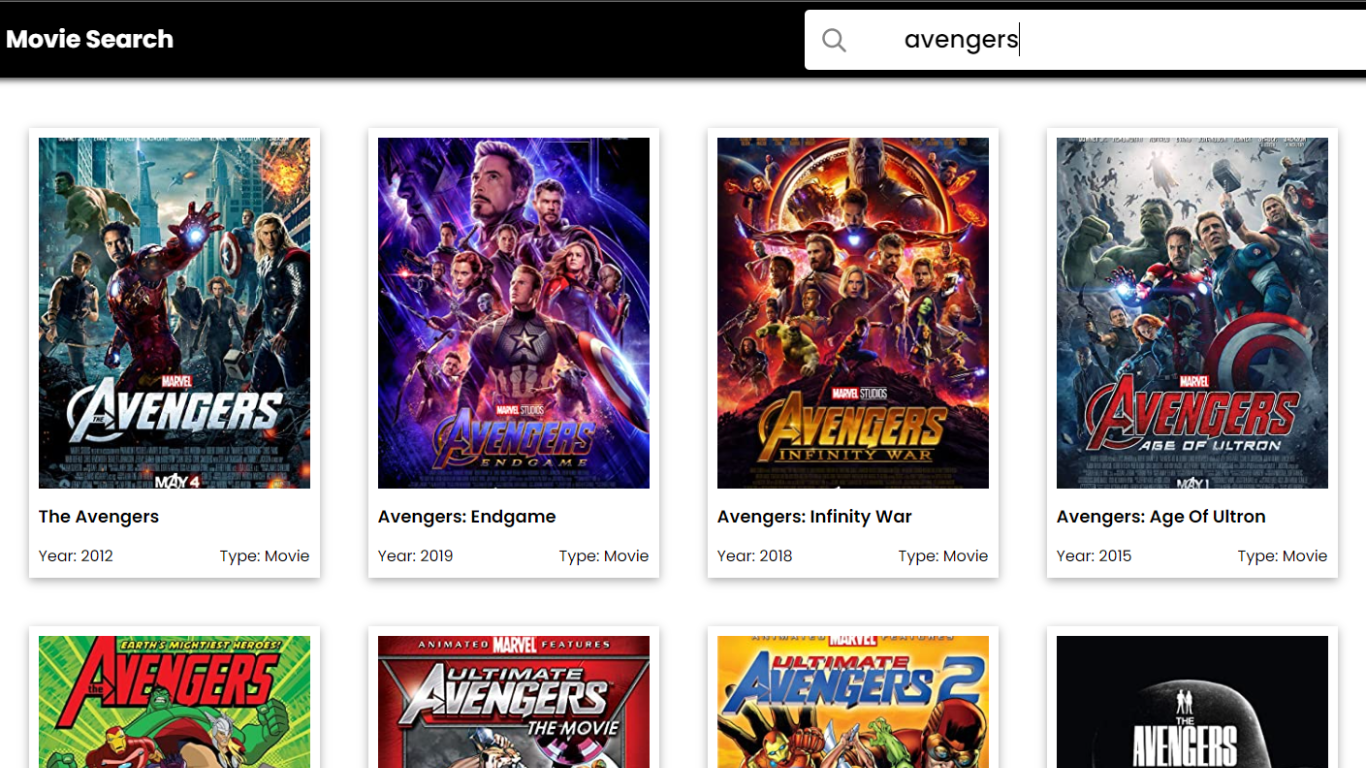 Movie Search
avengers
MARVEL
THE AVENGERS
MAY 4
MARVEL STUDIOS
AVENGERS
ENDGAME
MARVEL STUDIOS
AVENGERS
INFINITY WAR
MARVEL
AVENGERS
AGE OF ULTRON
MAY 1
The Avengers
Year: 2012 Type: Movie
Avengers: Endgame
Year: 2019 Type: Movie
Avengers: Infinity War
Year: 2018 Type: Movie
Avengers: Age Of Ultron
Year: 2015 Type: Movie
EARTH'S MIGHTIEST HEROES!
the AVENGERS
ANIMATED MARVEL FEATURES
ULTIMATE
AVENGERS
THE MOVIE
ANIMATED MARVEL FEATURES
ULTIMATE
AVENGERS 2
THE
AVENGERS